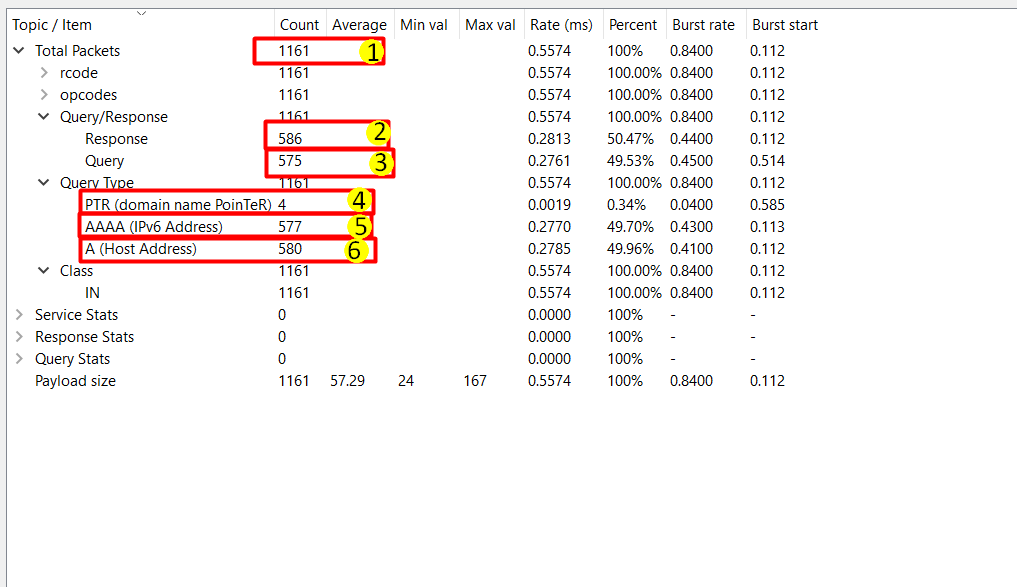 Topic / Item Count Average Min val Max val Rate (ms) Percent Burst rate Burst start
Total Packets 1161 1 0.5574 100% 0.8400 0.112
rcode 1161 0.5574 100.00% 0.8400 0.112
opcodes 1161 0.5574 100.00% 0.8400 0.112
Query/Response 1161 0.5574 100.00% 0.8400 0.112
Response 586 2 0.2813 50.47% 0.4400 0.112
Query 575 3 0.2761 49.53% 0.4500 0.514
Query Type 1161 0.5574 100.00% 0.8400 0.112
PTR (domain name PoinTeR) 4 4 0.0019 0.34% 0.0400 0.585
AAAA (IPv6 Address) 577 5 0.2770 49.70% 0.4300 0.113
A (Host Address) 580 6 0.2785 49.96% 0.4100 0.112
Class 1161 0.5574 100.00% 0.8400 0.112
IN 1161 0.5574 100.00% 0.8400 0.112
Service Stats 0 0.0000 100% - -
Response Stats 0 0.0000 100% - -
Query Stats 0 0.0000 100% - -
Payload size 1161 57.29 24 167 0.5574 100% 0.8400 0.112